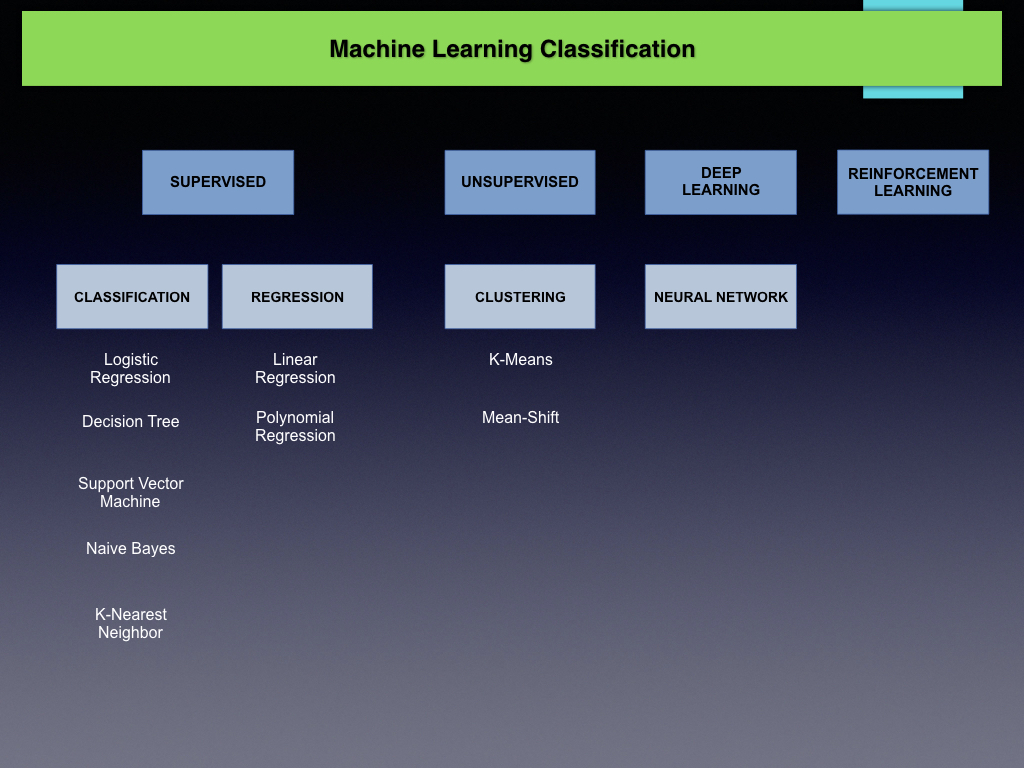 Machine Learning Classification
SUPERVISED
UNSUPERVISED
DEEP
LEARNING
REINFORCEMENT
LEARNING
CLASSIFICATION
REGRESSION
CLUSTERING
NEURAL NETWORK
Logistic
Regression
Decision Tree
Support Vector
Machine
Naive Bayes
K-Nearest
Neighbor
Linear
Regression
Polynomial
Regression
K-Means
Mean-Shift